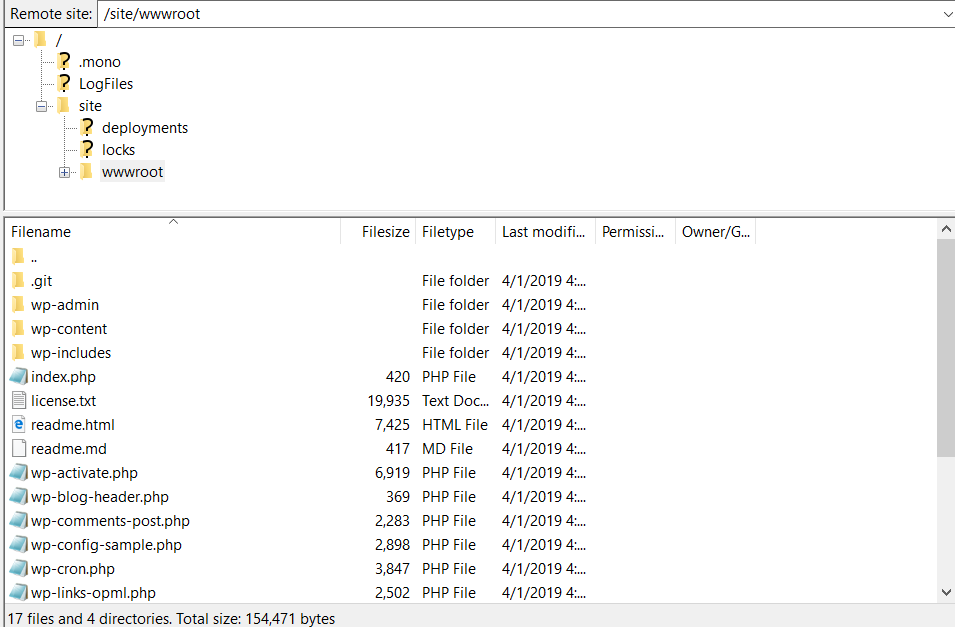 Remote site: /site/wwwroot
/
.mono
LogFiles
site
deployments
locks
wwwroot
Filename Filesize Filetype Last modifi... Permissi... Owner/G...
..
.git File folder 4/1/2019 4:...
wp-admin File folder 4/1/2019 4:...
wp-content File folder 4/1/2019 4:...
wp-includes File folder 4/1/2019 4:...
index.php 420 PHP File 4/1/2019 4:...
license.txt 19,935 Text Doc... 4/1/2019 4:...
readme.html 7,425 HTML File 4/1/2019 4:...
readme.md 417 MD File 4/1/2019 4:...
wp-activate.php 6,919 PHP File 4/1/2019 4:...
wp-blog-header.php 369 PHP File 4/1/2019 4:...
wp-comments-post.php 2,283 PHP File 4/1/2019 4:...
wp-config-sample.php 2,898 PHP File 4/1/2019 4:...
wp-cron.php 3,847 PHP File 4/1/2019 4:...
wp-links-opml.php 2,502 PHP File 4/1/2019 4:...
17 files and 4 directories. Total size: 154,471 bytes